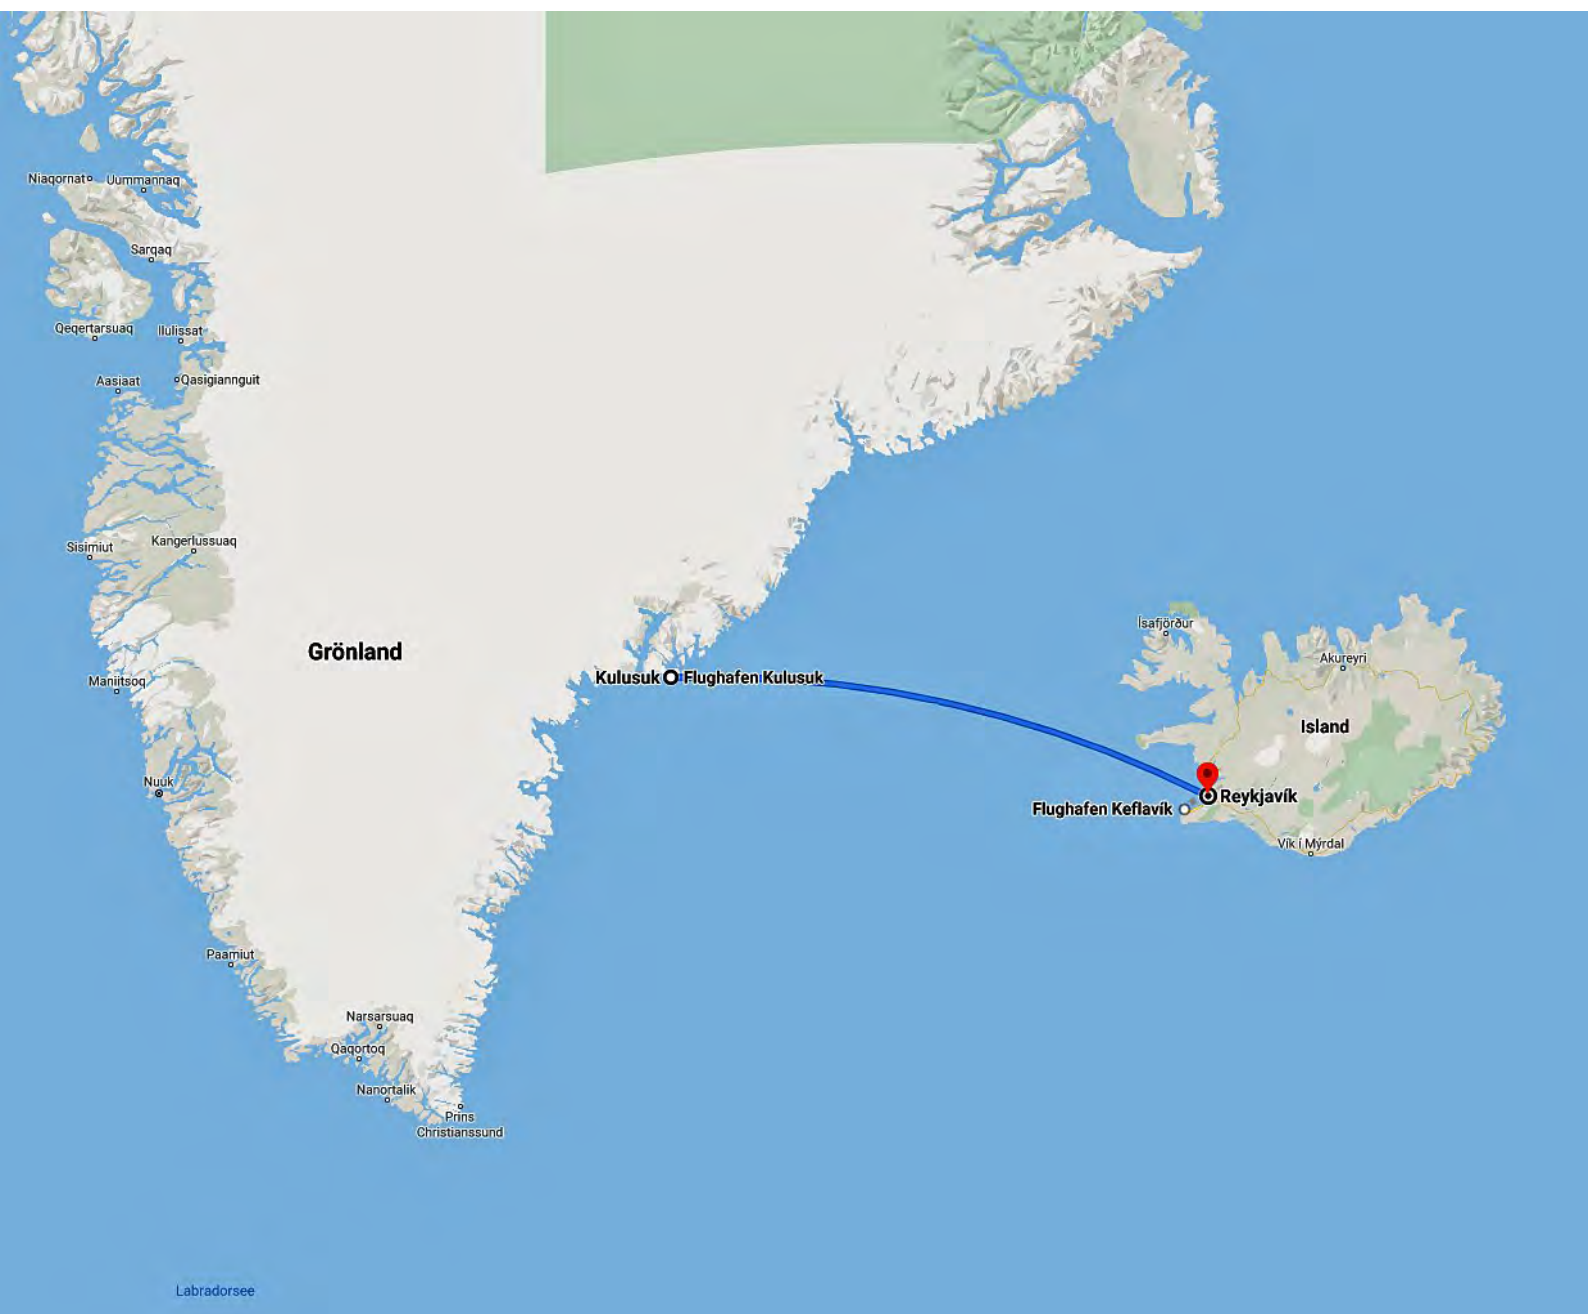 Niaqornat
Uummannaq
Sarqaq
Qeqertarsuaq
Ilulissat
Aasiaat
Qasigiannguit
Sisimiut
Kangerlussuaq
Ísafjörður
Grönland
Akureyri
Maniitsoq
Kulusuk
Flughafen Kulusuk
Island
Nuuk
Reykjavík
Flughafen Keflavík
Vík í Mýrdal
Paamiut
Narsarsuaq
Qaqortoq
Nanortalik
Prins
Christianssund
Labradorsee